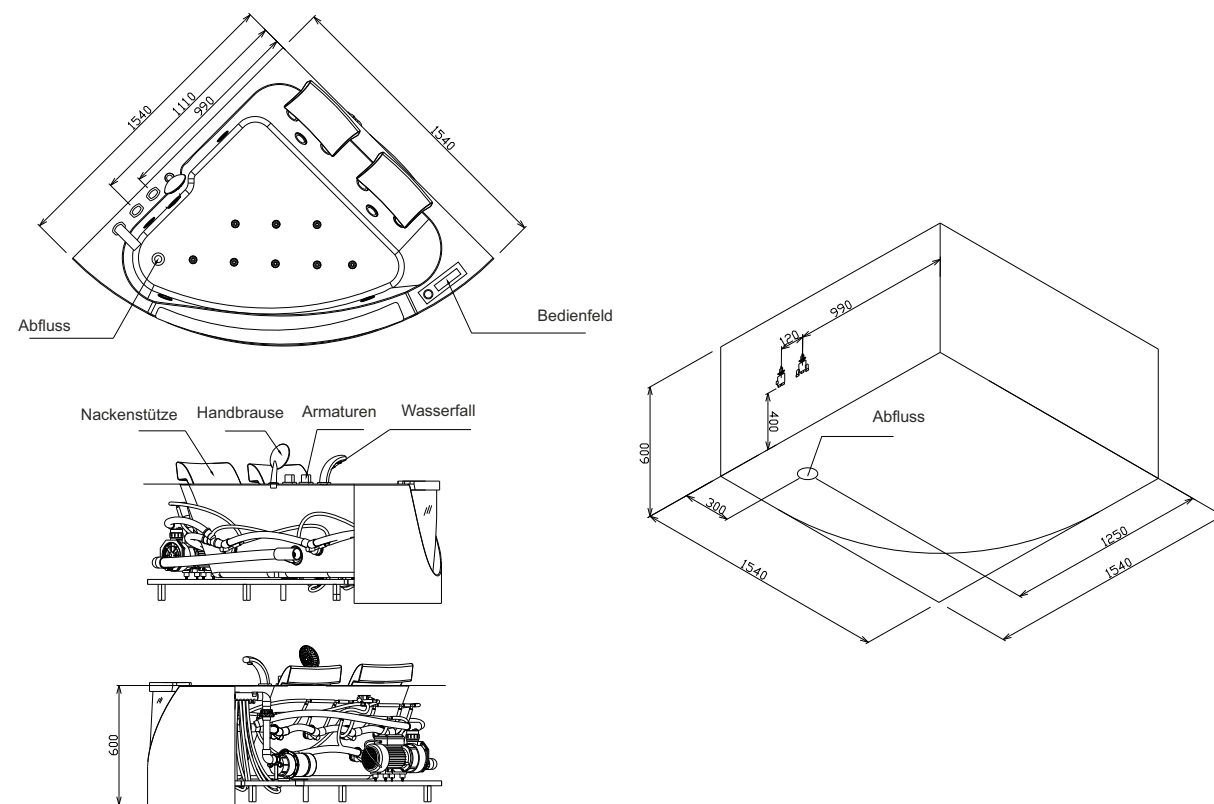 1540
1110
990
1540
Abfluss
Bedienfeld
Nackenstütze
Handbrause
Armaturen
Wasserfall
600
990
120
400
600
Abfluss
300
1540
1250
1540